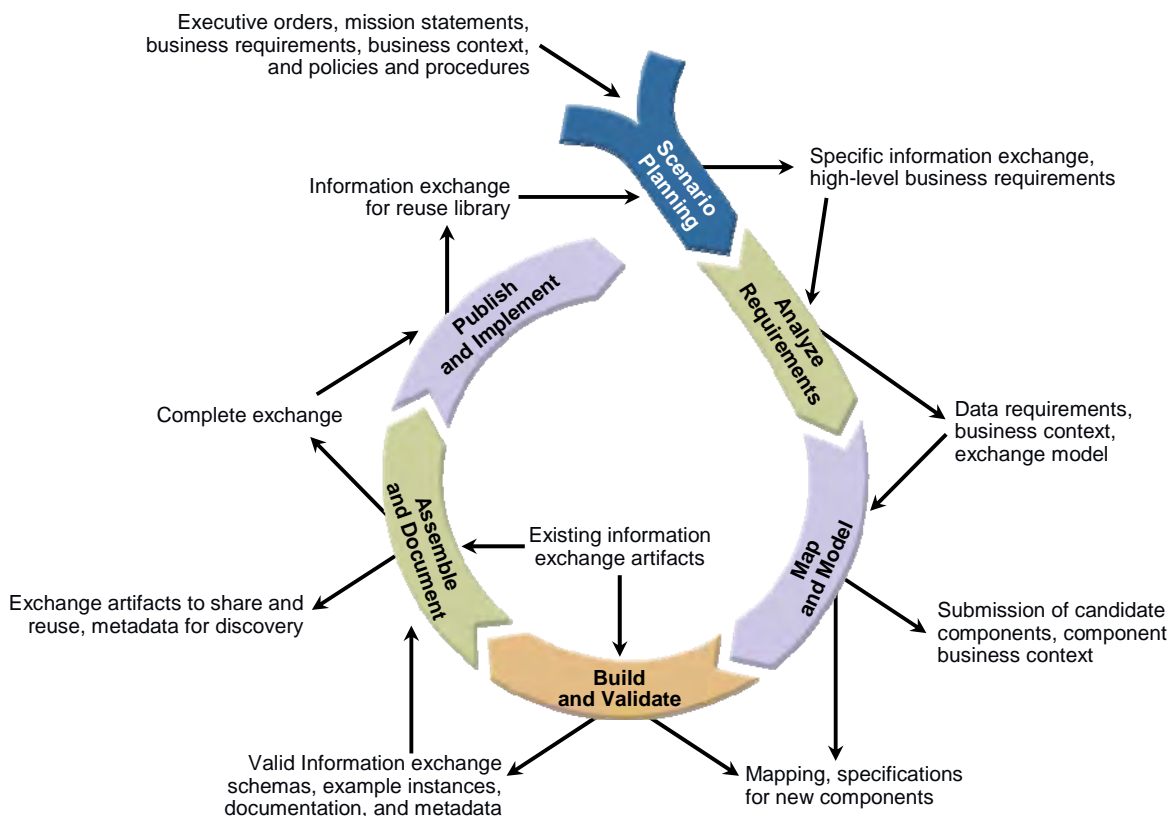 Executive orders, mission statements,
business requirements, business context,
and policies and procedures
Scenario
Planning
Specific information exchange,
high-level business requirements
Information exchange
for reuse library
Analyze
Requirements
Publish
and Implement
Complete exchange
Data requirements,
business context,
exchange model
Assemble
and Document
Existing information
exchange artifacts
Map
and Model
Exchange artifacts to share and
reuse, metadata for discovery
Submission of candidate
components, component
business context
Build
and Validate
Valid Information exchange
schemas, example instances,
documentation, and metadata
Mapping, specifications
for new components